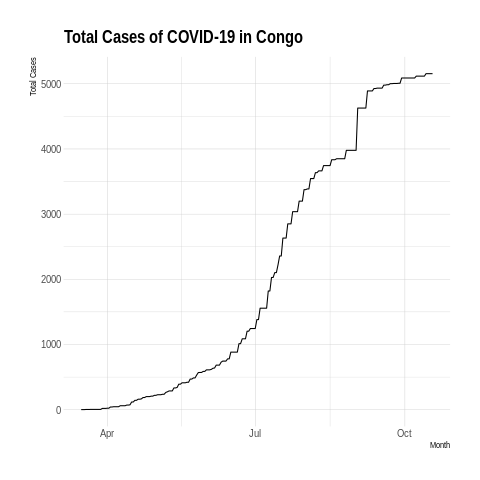 Total Cases of COVID-19 in Congo
Total Cases
5000
4000
3000
2000
1000
0
Apr
Jul
Oct
Month